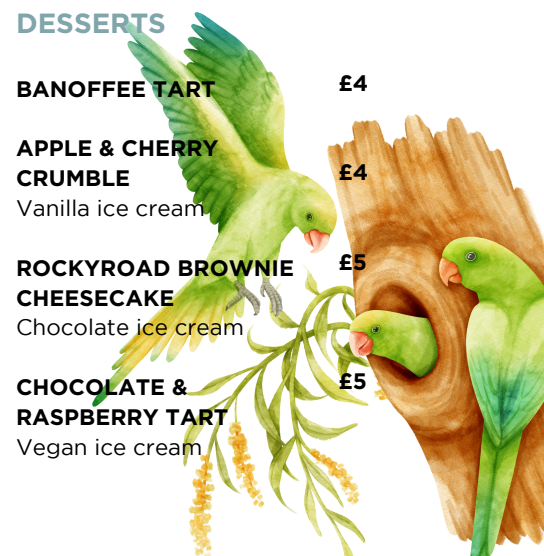 DESSERTS
BANOFFEE TART £4
APPLE & CHERRY
CRUMBLE £4
Vanilla ice cream
ROCKYROAD BROWNIE £5
CHEESECAKE
Chocolate ice cream
CHOCOLATE & £5
RASPBERRY TART
Vegan ice cream